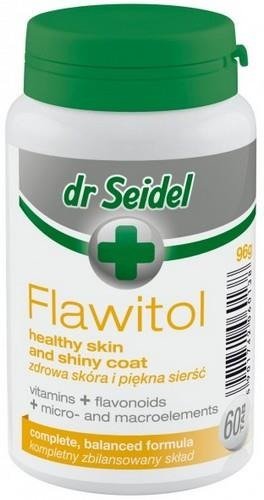 dr Seidel
96g
Flawitol
healthy skin
and shiny coat
zdrowa skóra i piękna sierść
vitamins + flavonoids
+ micro- and macroelements
complete, balanced formula
kompletny zbilansowany skład
60